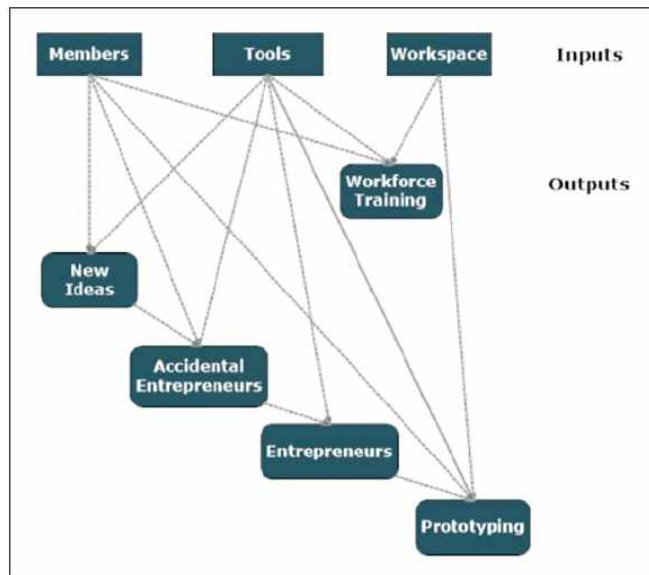 Members Tools Workspace Inputs
Workforce
Training
Outputs
New
Ideas
Accidental
Entrepreneurs
Entrepreneurs
Prototyping